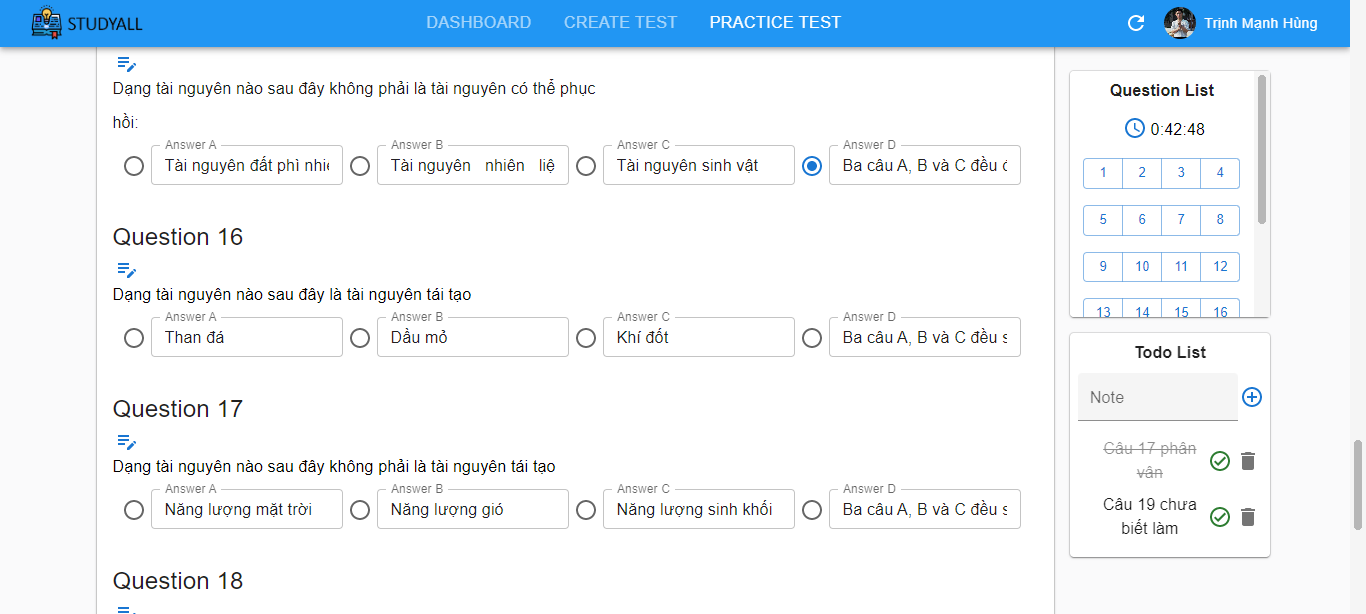 STUDYALL
DASHBOARD CREATE TEST PRACTICE TEST
Trịnh Mạnh Hùng
Dạng tài nguyên nào sau đây không phải là tài nguyên có thể phục
hồi:
Answer A Answer B Answer C Answer D
Tài nguyên đất phì nhiê Tài nguyên nhiên liệ Tài nguyên sinh vật Ba câu A, B và C đều
Question 16
Dạng tài nguyên nào sau đây là tài nguyên tái tạo
Answer A Answer B Answer C Answer D
Than đá Dầu mỏ Khí đốt Ba câu A, B và C đều s
Question 17
Dạng tài nguyên nào sau đây không phải là tài nguyên tái tạo
Answer A Answer B Answer C Answer D
Năng lượng mặt trời Năng lượng gió Năng lượng sinh khối Ba câu A, B và C đều s
Question 18
Question List
0:42:48
1 2 3 4
5 6 7 8
9 10 11 12
13 14 15 16
Todo List
Note
Câu 17 phân
vân
Câu 19 chưa
biết làm